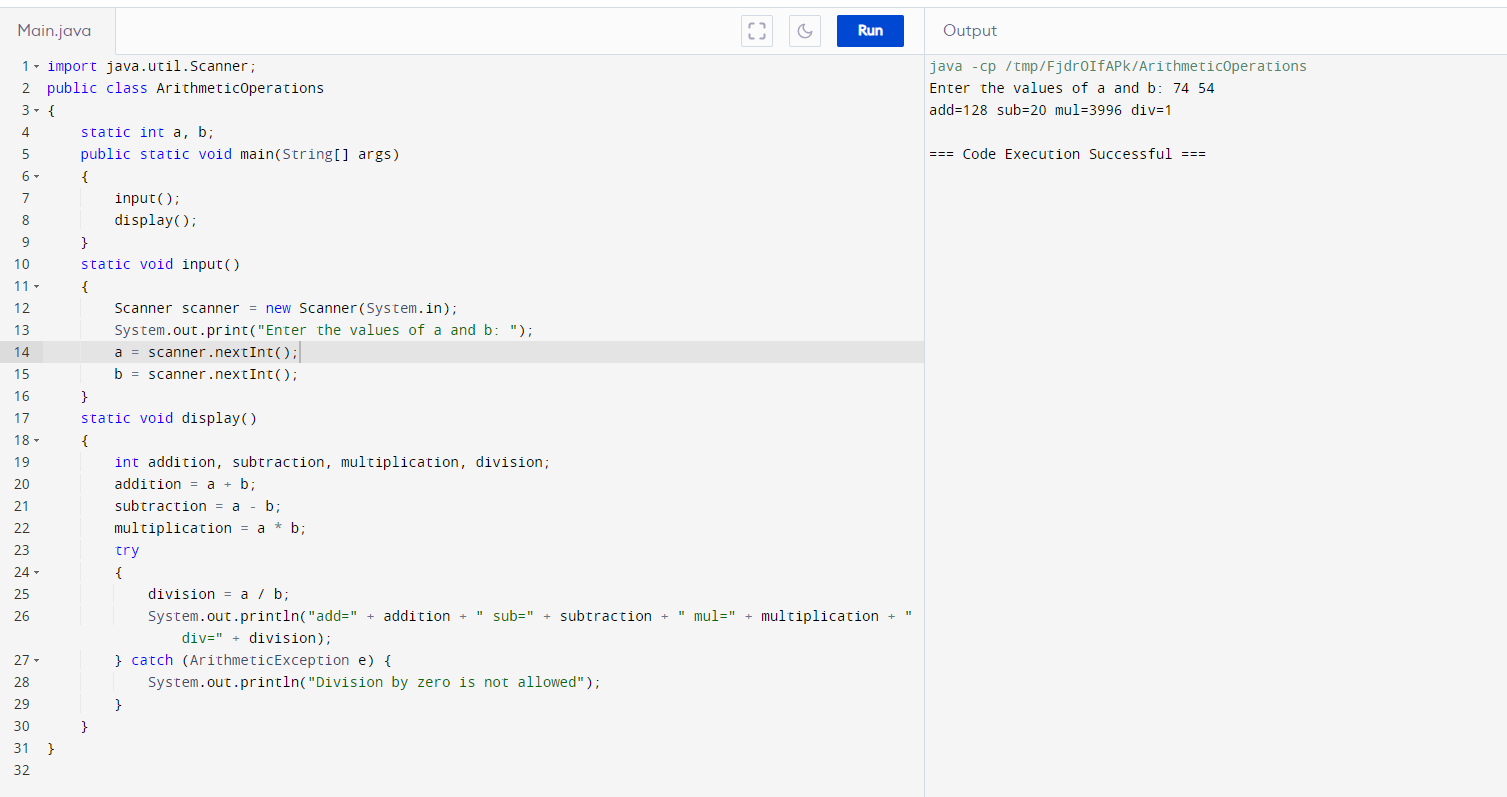 Main.java
Run
Output
1 import java.util.Scanner;
2 public class ArithmeticOperations
3 {
4     static int a, b;
5     public static void main(String[] args)
6     {
7         input();
8         display();
9     }
10     static void input()
11     {
12         Scanner scanner = new Scanner(System.in);
13         System.out.print("Enter the values of a and b: ");
14         a = scanner.nextInt();
15         b = scanner.nextInt();
16     }
17     static void display()
18     {
19         int addition, subtraction, multiplication, division;
20         addition = a + b;
21         subtraction = a - b;
22         multiplication = a * b;
23         try
24         {
25             division = a / b;
26             System.out.println("add=" + addition + " sub=" + subtraction + " mul=" + multiplication + "
                div=" + division);
27         } catch (ArithmeticException e) {
28             System.out.println("Division by zero is not allowed");
29         }
30     }
31 }
32
java -cp /tmp/FjdrOIfAPk/ArithmeticOperations
Enter the values of a and b: 74 54
add=128 sub=20 mul=3996 div=1
=== Code Execution Successful ===